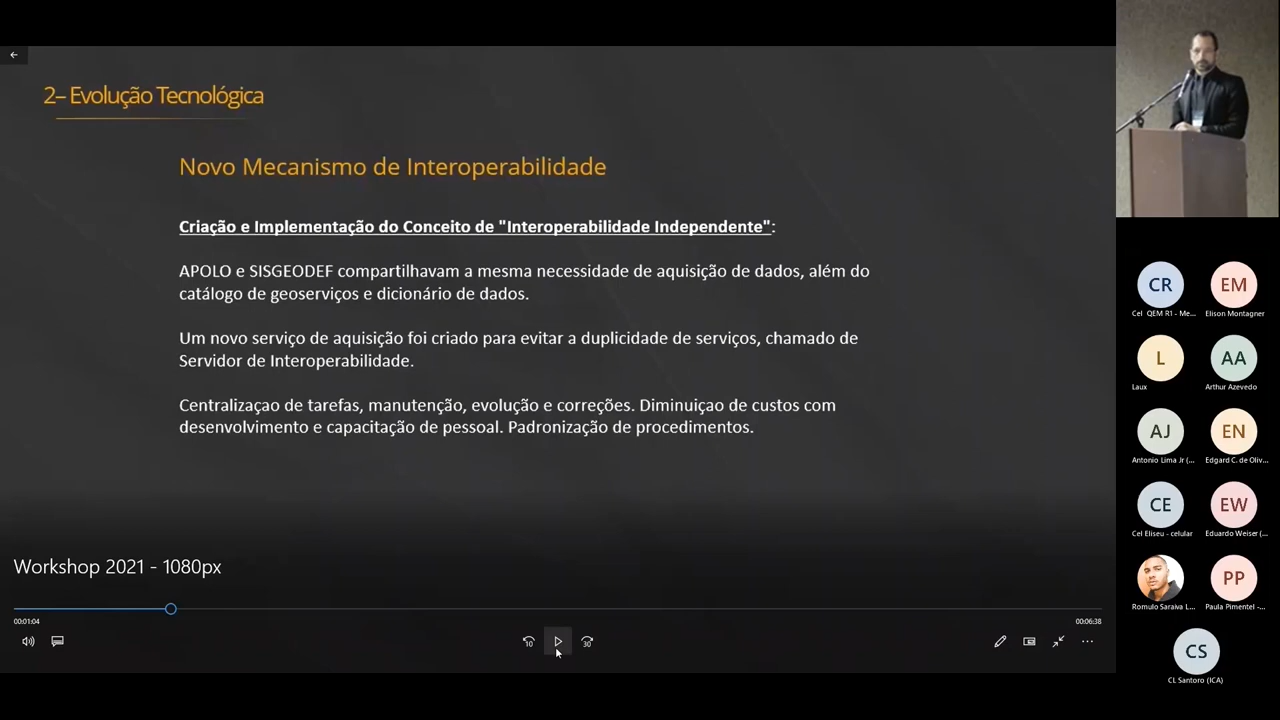 2– Evolução Tecnológica
Novo Mecanismo de Interoperabilidade
Criação e Implementação do Conceito de "Interoperabilidade Independente":
APOLO e SISGEODEF compartilhavam a mesma necessidade de aquisição de dados, além do
catálogo de geoserviços e dicionário de dados.
Um novo serviço de aquisição foi criado para evitar a duplicidade de serviços, chamado de
Servidor de Interoperabilidade.
Centralizaçao de tarefas, manutenção, evolução e correções. Diminuiçao de custos com
desenvolvimento e capacitação de pessoal. Padronização de procedimentos.
Workshop 2021 - 1080px
00:01:04
00:06:38
10
30
CR
EM
Cel QEM R1 - Me...
Elison Montagner
L
AA
Laux
Arthur Azevedo
AJ
EN
Antonio Lima Jr (...
Edgard C. de Oliv...
CE
EW
Cel Eliseu - celular
Eduardo Weiser (...
PP
Romulo Saraiva L...
Paula Pimentel -...
CS
CL Santoro (ICA)